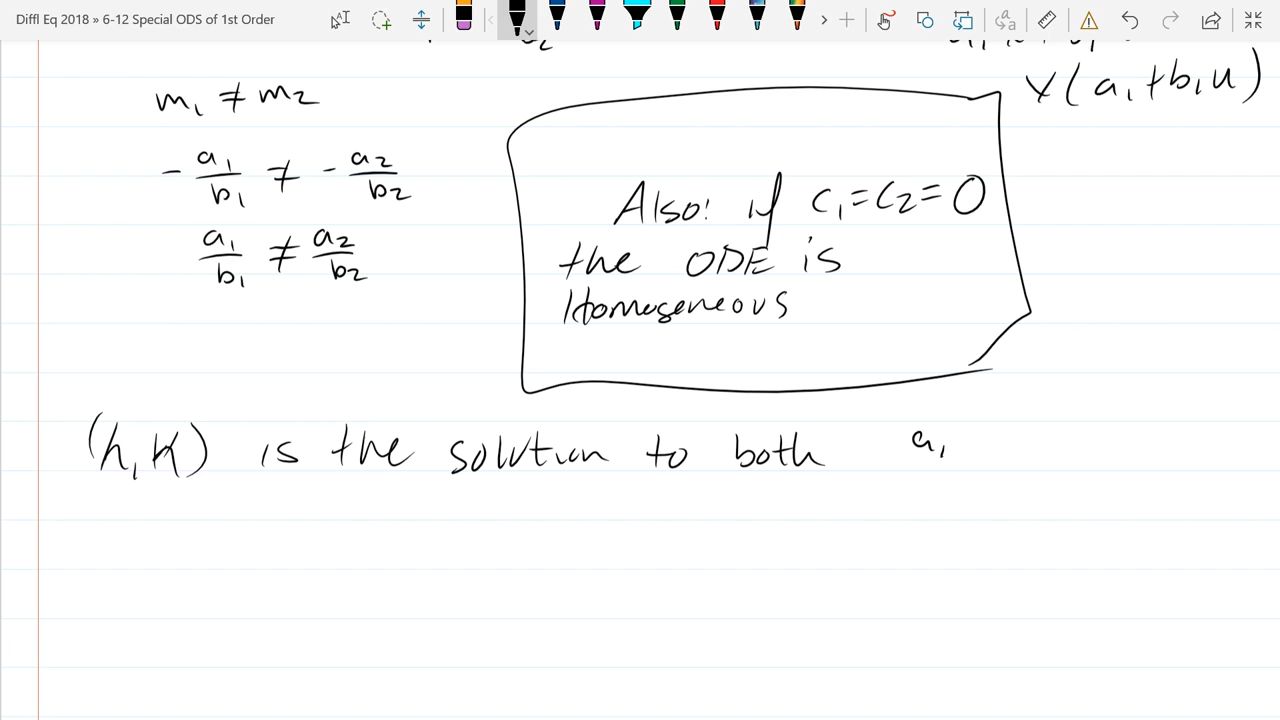 Diffl Eq 2018 » 6-12 Special ODS of 1st Order
x(a₁+b₁u)
m₁ ≠ m₂
-a₁/b₁ ≠ -a₂/b₂
a₁/b₁ ≠ a₂/b₂
Also! if c₁=c₂=0
the ODE is
Homogeneous
(h,K) is the solution to both a₁